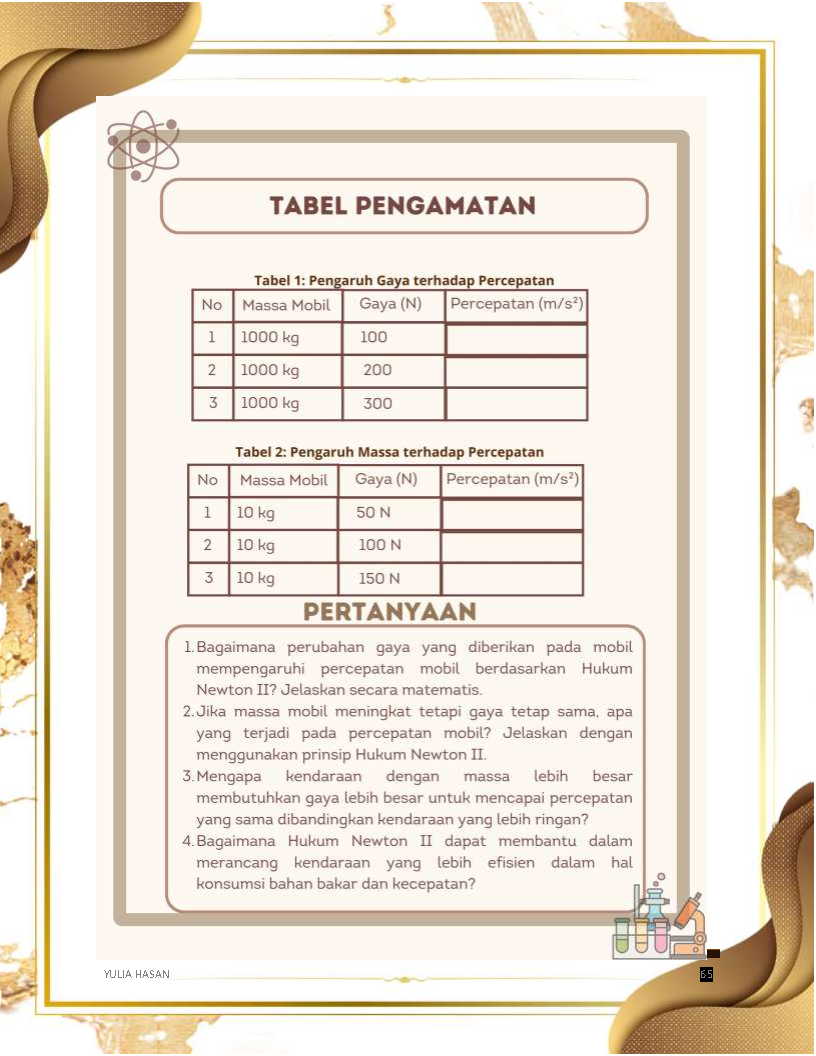 TABEL PENGAMATAN
Tabel 1: Pengaruh Gaya terhadap Percepatan
No Massa Mobil Gaya (N) Percepatan (m/s²)
1 1000 kg 100
2 1000 kg 200
3 1000 kg 300
Tabel 2: Pengaruh Massa terhadap Percepatan
No Massa Mobil Gaya (N) Percepatan (m/s²)
1 10 kg 50 N
2 10 kg 100 N
3 10 kg 150 N
PERTANYAAN
1. Bagaimana perubahan gaya yang diberikan pada mobil
mempengaruhi percepatan mobil berdasarkan Hukum
Newton II? Jelaskan secara matematis.
2. Jika massa mobil meningkat tetapi gaya tetap sama, apa
yang terjadi pada percepatan mobil? Jelaskan dengan
menggunakan prinsip Hukum Newton II.
3. Mengapa kendaraan dengan massa lebih besar
membutuhkan gaya lebih besar untuk mencapai percepatan
yang sama dibandingkan kendaraan yang lebih ringan?
4. Bagaimana Hukum Newton II dapat membantu dalam
merancang kendaraan yang lebih efisien dalam hal
konsumsi bahan bakar dan kecepatan?
YULIA HASAN
65